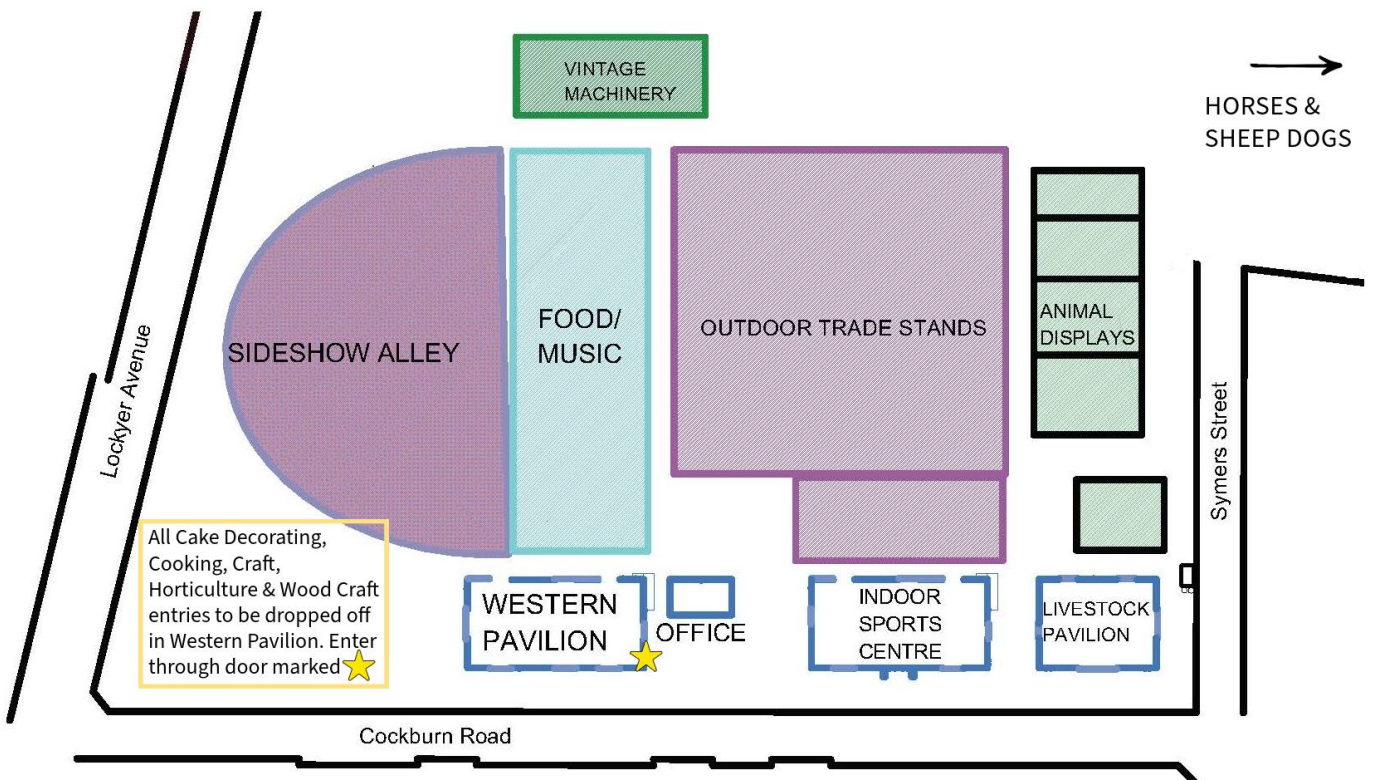 VINTAGE
MACHINERY
HORSES &
SHEEP DOGS
Lockyer Avenue
SIDESHOW ALLEY
FOOD/
MUSIC
OUTDOOR TRADE STANDS
ANIMAL
DISPLAYS
Symers Street
All Cake Decorating,
Cooking, Craft,
Horticulture & Wood Craft
entries to be dropped off
in Western Pavilion. Enter
through door marked
WESTERN
PAVILION
OFFICE
INDOOR
SPORTS
CENTRE
LIVESTOCK
PAVILION
Cockburn Road